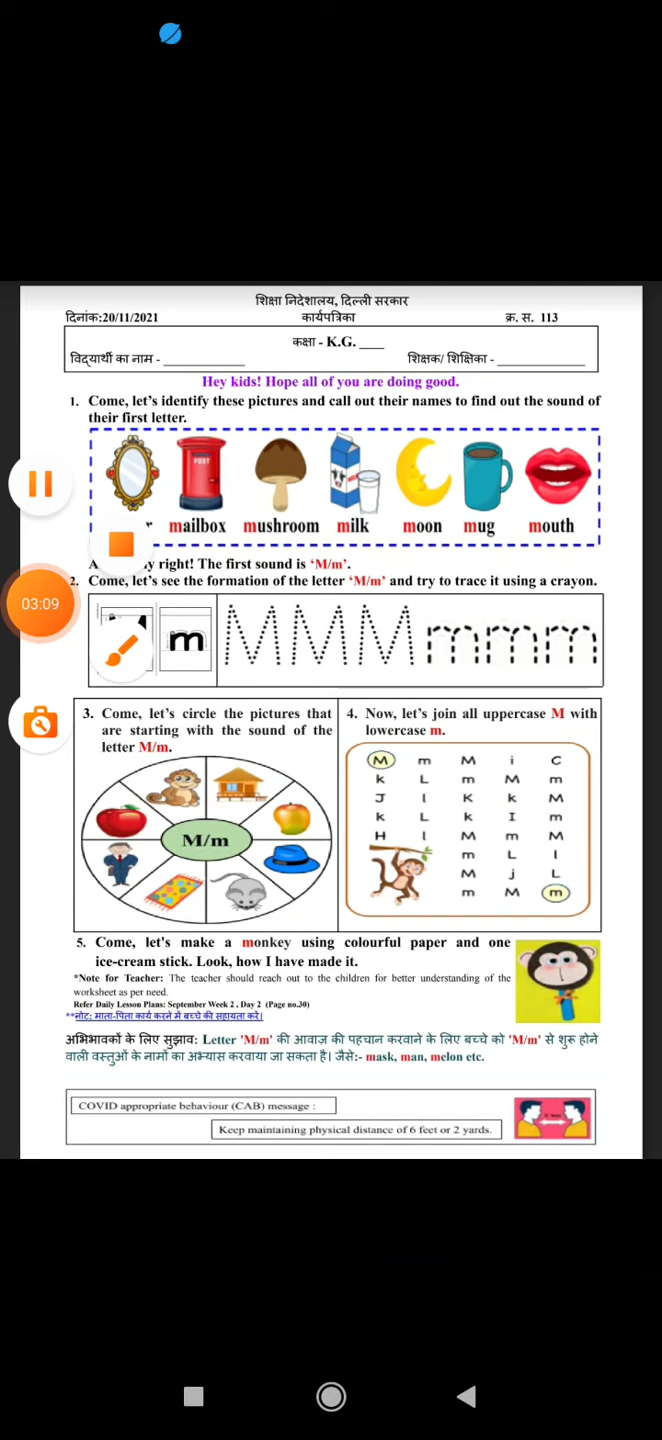 शिक्षा निदेशालय, दिल्ली सरकार
दिनांक:20/11/2021 कार्यपत्रिका क्र. स. 113
कक्षा - K.G. ____
विद्यार्थी का नाम - ____________ शिक्षक/ शिक्षिका - ____________
Hey kids! Hope all of you are doing good.
1. Come, let's identify these pictures and call out their names to find out the sound of
their first letter.
POST
mailbox mushroom milk moon mug mouth
right! The first sound is 'M/m'.
2. Come, let's see the formation of the letter 'M/m' and try to trace it using a crayon.
03:09
m M M M m m m
3. Come, let's circle the pictures that
are starting with the sound of the
letter M/m.
M/m
4. Now, let's join all uppercase M with
lowercase m.
M m M i C
k L m M m
J l K k M
k L k I m
H l M m M
m L l
M j L
m M m
5. Come, let's make a monkey using colourful paper and one
ice-cream stick. Look, how I have made it.
*Note for Teacher: The teacher should reach out to the children for better understanding of the
worksheet as per need.
Refer Daily Lesson Plans: September Week 2 , Day 2 (Page no.30)
**नोट: माता-पिता कार्य करने में बच्चे की सहायता करें।
अभिभावकों के लिए सुझाव: Letter 'M/m' की आवाज़ की पहचान करवाने के लिए बच्चे को 'M/m' से शुरू होने
वाली वस्तुओं के नामों का अभ्यास करवाया जा सकता है। जैसे:- mask, man, melon etc.
COVID appropriate behaviour (CAB) message :
Keep maintaining physical distance of 6 feet or 2 yards.